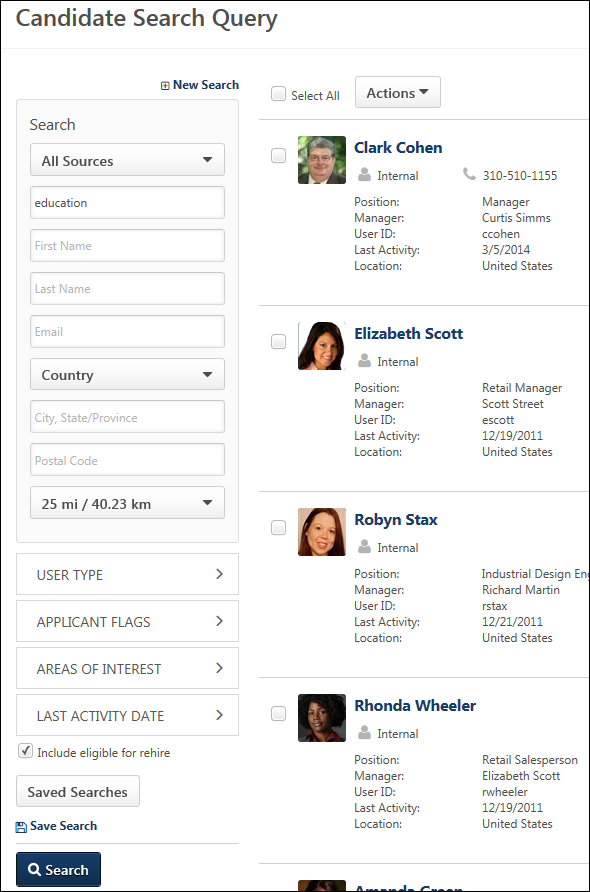 Candidate Search Query
New Search
Search
All Sources
education
First Name
Last Name
Email
Country
City, State/Province
Postal Code
25 mi / 40.23 km
USER TYPE
APPLICANT FLAGS
AREAS OF INTEREST
LAST ACTIVITY DATE
Include eligible for rehire
Saved Searches
Save Search
Search
Select All
Actions
Clark Cohen
Internal 310-510-1155
Position: Manager
Manager: Curtis Simms
User ID: ccohen
Last Activity: 3/5/2014
Location: United States
Elizabeth Scott
Internal
Position: Retail Manager
Manager: Scott Street
User ID: escott
Last Activity: 12/19/2011
Location: United States
Robyn Stax
Internal
Position: Industrial Design En
Manager: Richard Martin
User ID: rstax
Last Activity: 12/21/2011
Location: United States
Rhonda Wheeler
Internal
Position: Retail Salesperson
Manager: Elizabeth Scott
User ID: rwheeler
Last Activity: 12/19/2011
Location: United States
Amanda Green